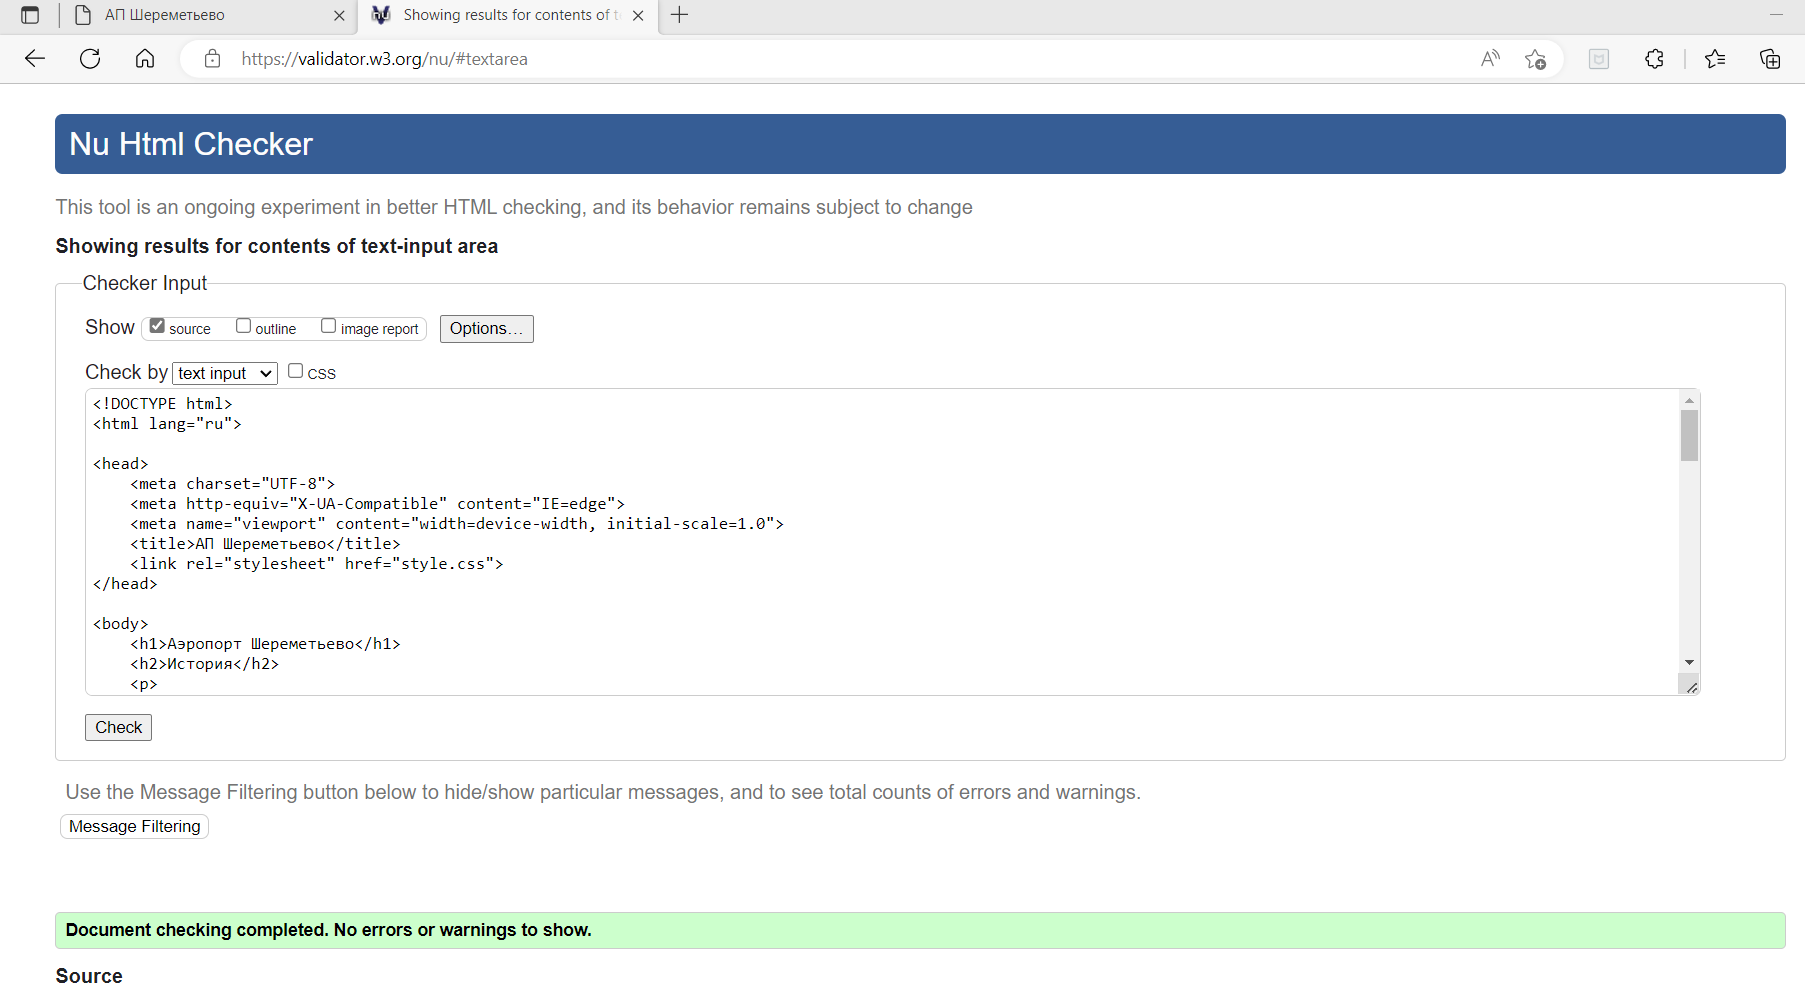 АП Шереметьево
Showing results for contents of t
https://validator.w3.org/nu/#textarea
Nu Html Checker
This tool is an ongoing experiment in better HTML checking, and its behavior remains subject to change
Showing results for contents of text-input area
Checker Input
Show source outline image report Options...
Check by text input CSS
<!DOCTYPE html>
<html lang="ru">
<head>
<meta charset="UTF-8">
<meta http-equiv="X-UA-Compatible" content="IE=edge">
<meta name="viewport" content="width=device-width, initial-scale=1.0">
<title>АП Шереметьево</title>
<link rel="stylesheet" href="style.css">
</head>
<body>
<h1>Аэропорт Шереметьево</h1>
<h2>История</h2>
<p>
Check
Use the Message Filtering button below to hide/show particular messages, and to see total counts of errors and warnings.
Message Filtering
Document checking completed. No errors or warnings to show.
Source